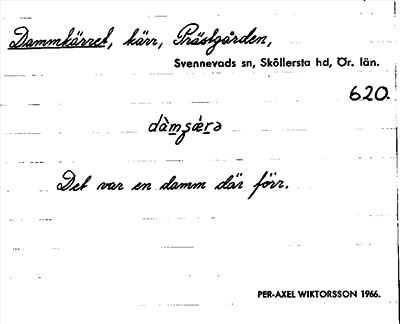 Dammkärret, kärr, Prästgården,
Svennevads sn, Sköllersta hd, Ör. län.
620.
Det var en damm där förr.
PER-AXEL WIKTORSSON 1966.